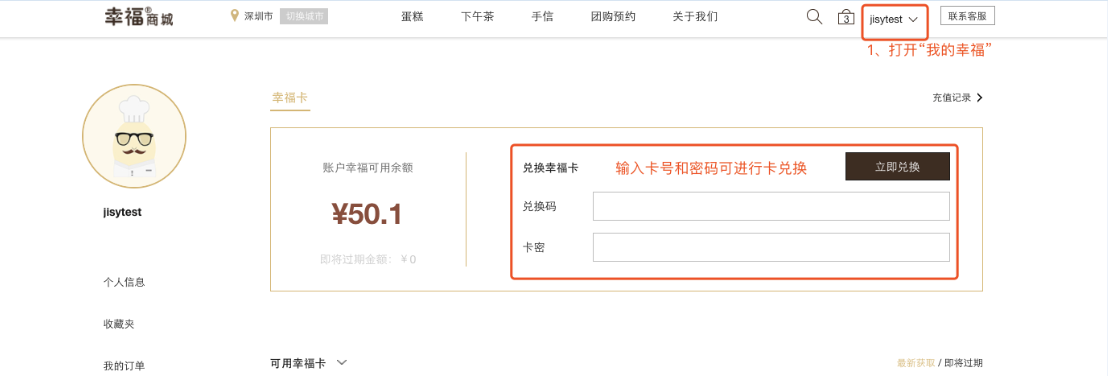 幸福®商城
深圳市 切换城市 蛋糕 下午茶 手信 团购预约 关于我们 3 jisytest 联系客服
1、打开“我的幸福”
幸福卡 充值记录
账户幸福可用余额
¥50.1
即将过期金额：¥0
兑换幸福卡 输入卡号和密码可进行卡兑换 立即兑换
兑换码
卡密
jisytest
个人信息
收藏夹
我的订单
可用幸福卡 最新获取 / 即将过期